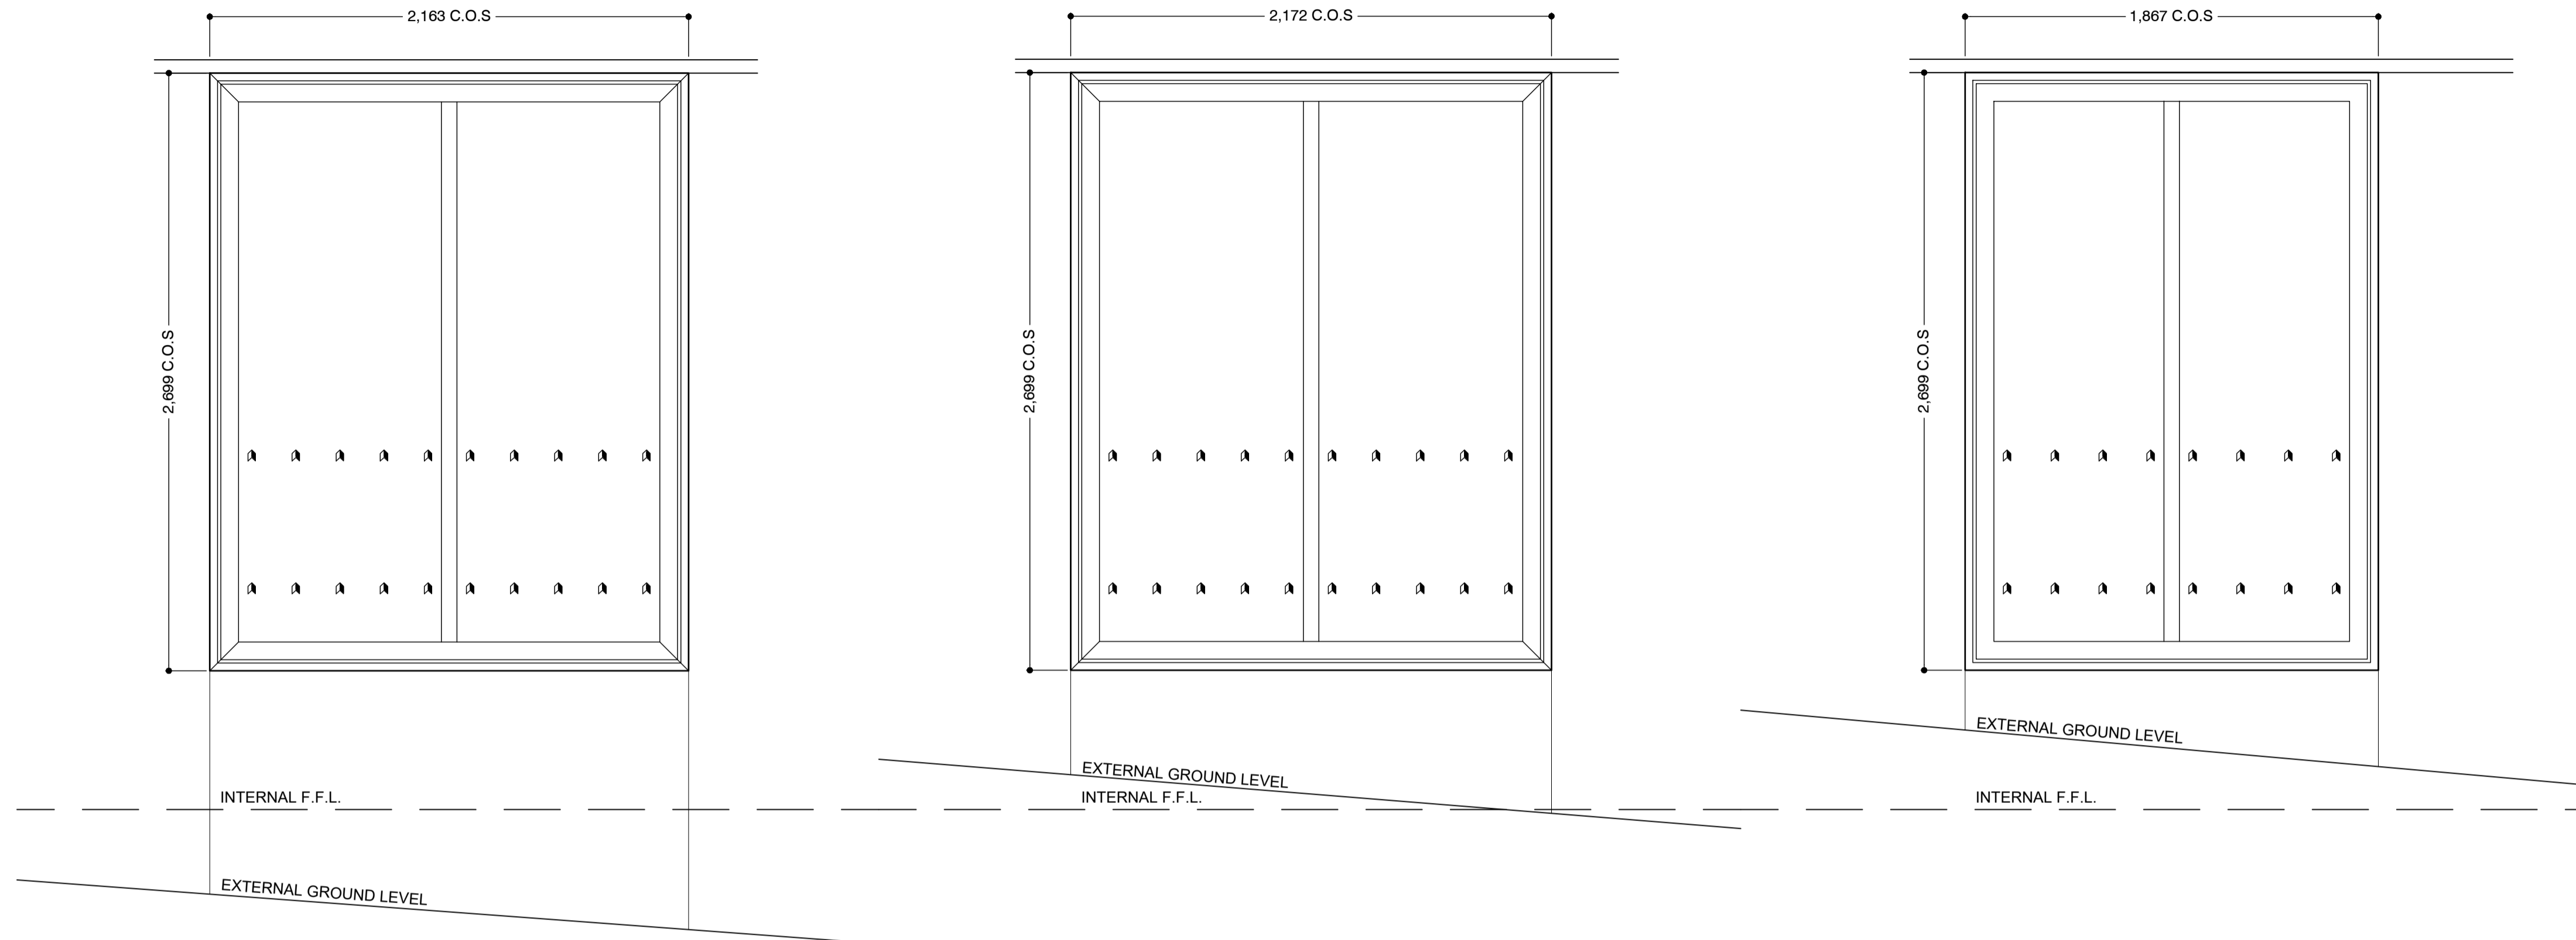 2,163 C.O.S
2,699 C.O.S
INTERNAL F.F.L.
EXTERNAL GROUND LEVEL
2,172 C.O.S
2,699 C.O.S
EXTERNAL GROUND LEVEL
INTERNAL F.F.L.
1,867 C.O.S
2,699 C.O.S
EXTERNAL GROUND LEVEL
INTERNAL F.F.L.